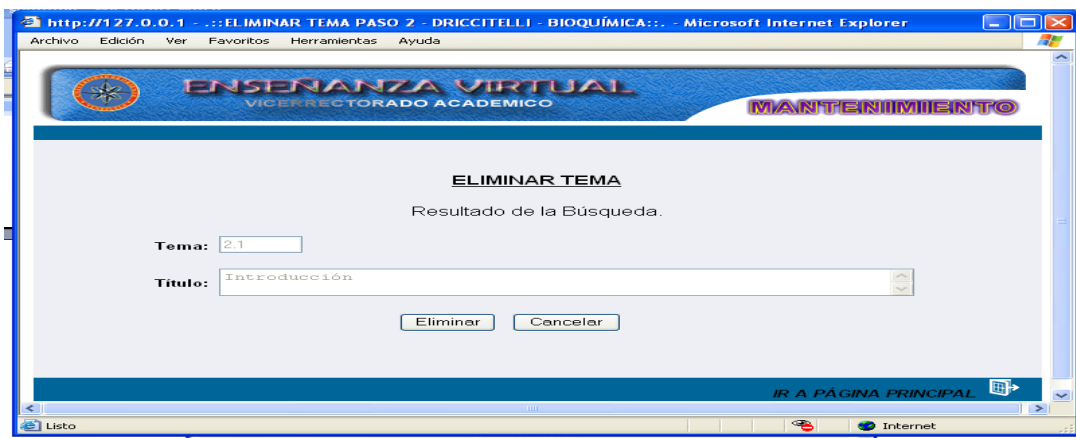 http://127.0.0.1 - .::ELIMINAR TEMA PASO 2 - DRICCITELLI - BIOQUÍMICA::. - Microsoft Internet Explorer
Archivo Edición Ver Favoritos Herramientas Ayuda
ENSEÑANZA VIRTUAL
VICERRECTORADO ACADEMICO
MANTENIMIENTO
ELIMINAR TEMA
Resultado de la Búsqueda.
Tema: 2.1
Título: Introducción
Eliminar Cancelar
IR A PÁGINA PRINCIPAL
Listo Internet